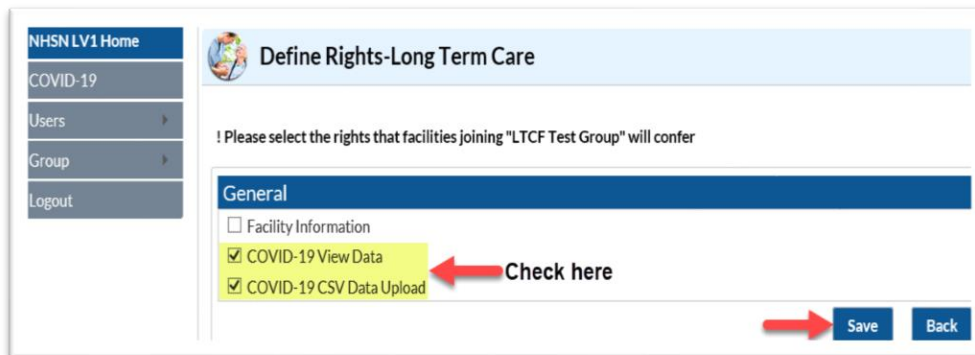 NHSN LV1 Home
COVID-19
Users
Group
Logout
Define Rights-Long Term Care
! Please select the rights that facilities joining "LTCF Test Group" will confer
General
Facility Information
COVID-19 View Data
COVID-19 CSV Data Upload
Check here
Save
Back